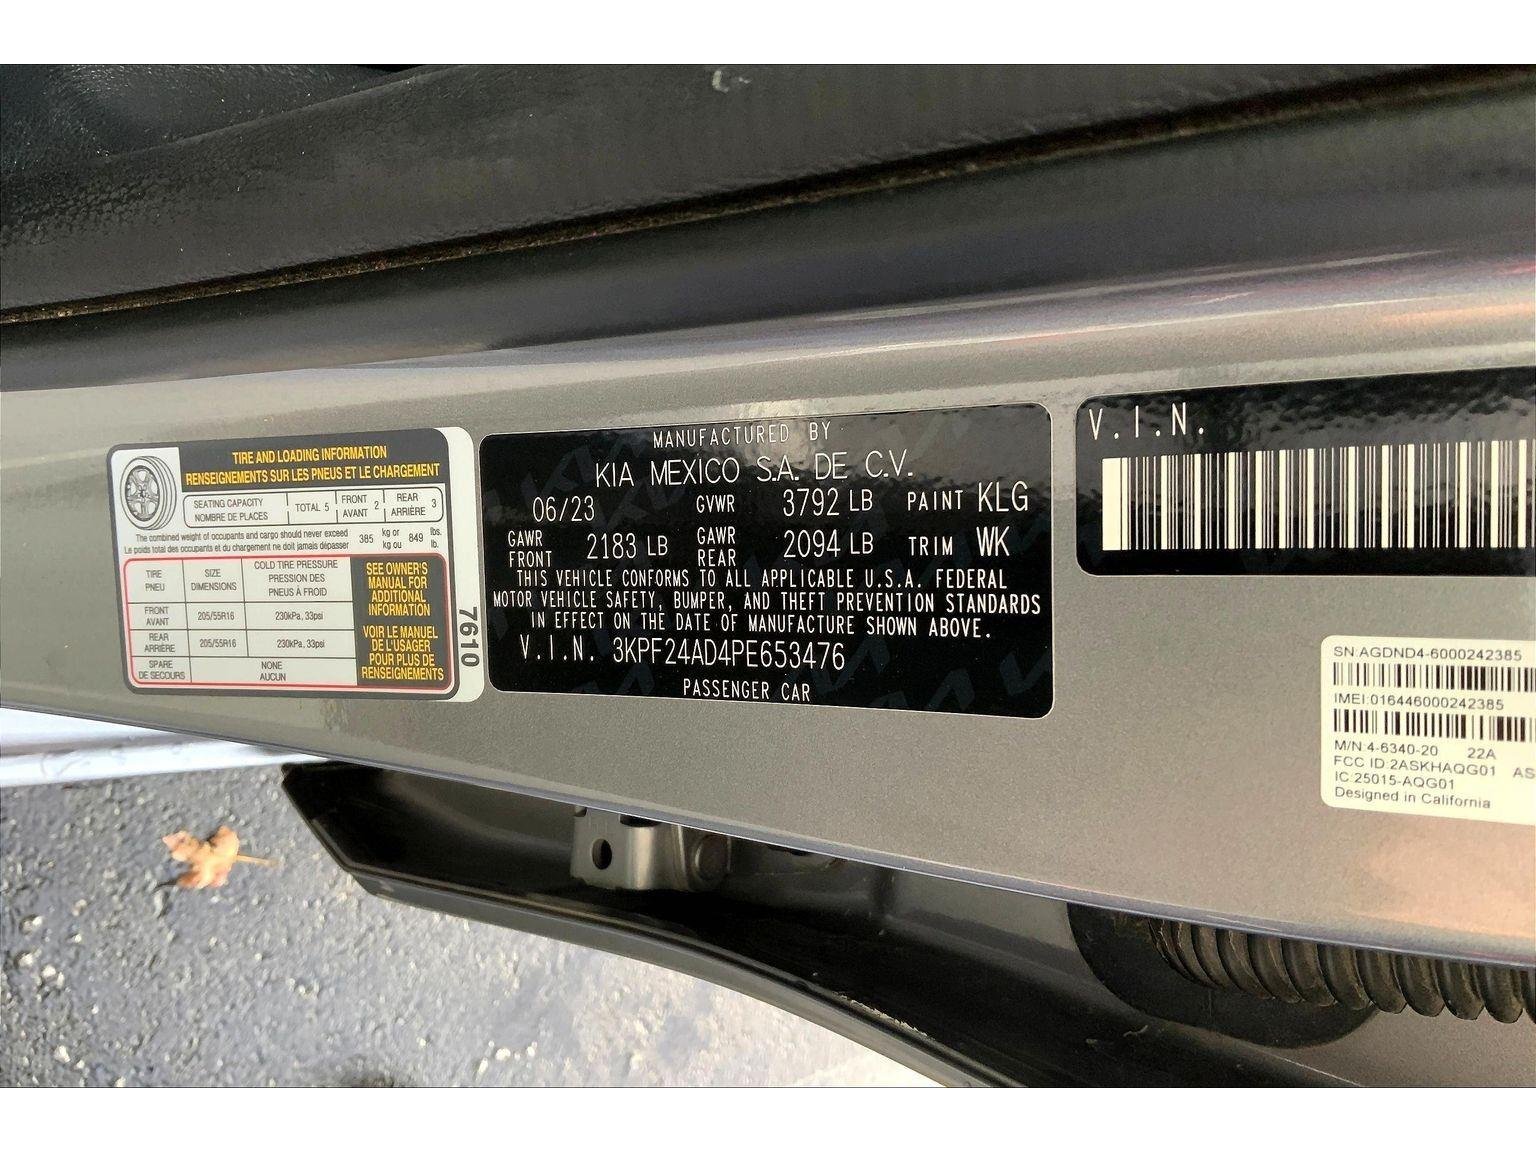 TIRE AND LOADING INFORMATION
RENSEIGNEMENTS SUR LES PNEUS ET LE CHARGEMENT
SEATING CAPACITY
NOMBRE DE PLACES
TOTAL 5
FRONT
AVANT 2
REAR
ARRIÈRE 3
The combined weight of occupants and cargo should never exceed
Le poids total des occupants et du chargement ne doit jamais dépasser
385 kg or
kg ou 849 lbs.
lb.
TIRE
PNEU
SIZE
DIMENSIONS
COLD TIRE PRESSURE
PRESSION DES
PNEUS À FROID
FRONT
AVANT
205/55R16
230kPa, 33psi
REAR
ARRIÈRE
205/55R16
230kPa, 33psi
SPARE
DE SECOURS
NONE
AUCUN
SEE OWNER'S
MANUAL FOR
ADDITIONAL
INFORMATION
VOIR LE MANUEL
DE L'USAGER
POUR PLUS DE
RENSEIGNEMENTS
7610
MANUFACTURED BY
KIA MEXICO S.A. DE C.V.
06/23 GVWR 3792 LB PAINT KLG
GAWR
FRONT 2183 LB GAWR
REAR 2094 LB TRIM WK
THIS VEHICLE CONFORMS TO ALL APPLICABLE U.S.A. FEDERAL
MOTOR VEHICLE SAFETY, BUMPER, AND THEFT PREVENTION STANDARDS
IN EFFECT ON THE DATE OF MANUFACTURE SHOWN ABOVE.
V.I.N. 3KPF24AD4PE653476
PASSENGER CAR
V.I.N.
SN:AGDND4-6000242385
IMEI:016446000242385
M/N:4-6340-20 22A
FCC ID:2ASKHAQG01 AS
IC:25015-AQG01
Designed in California